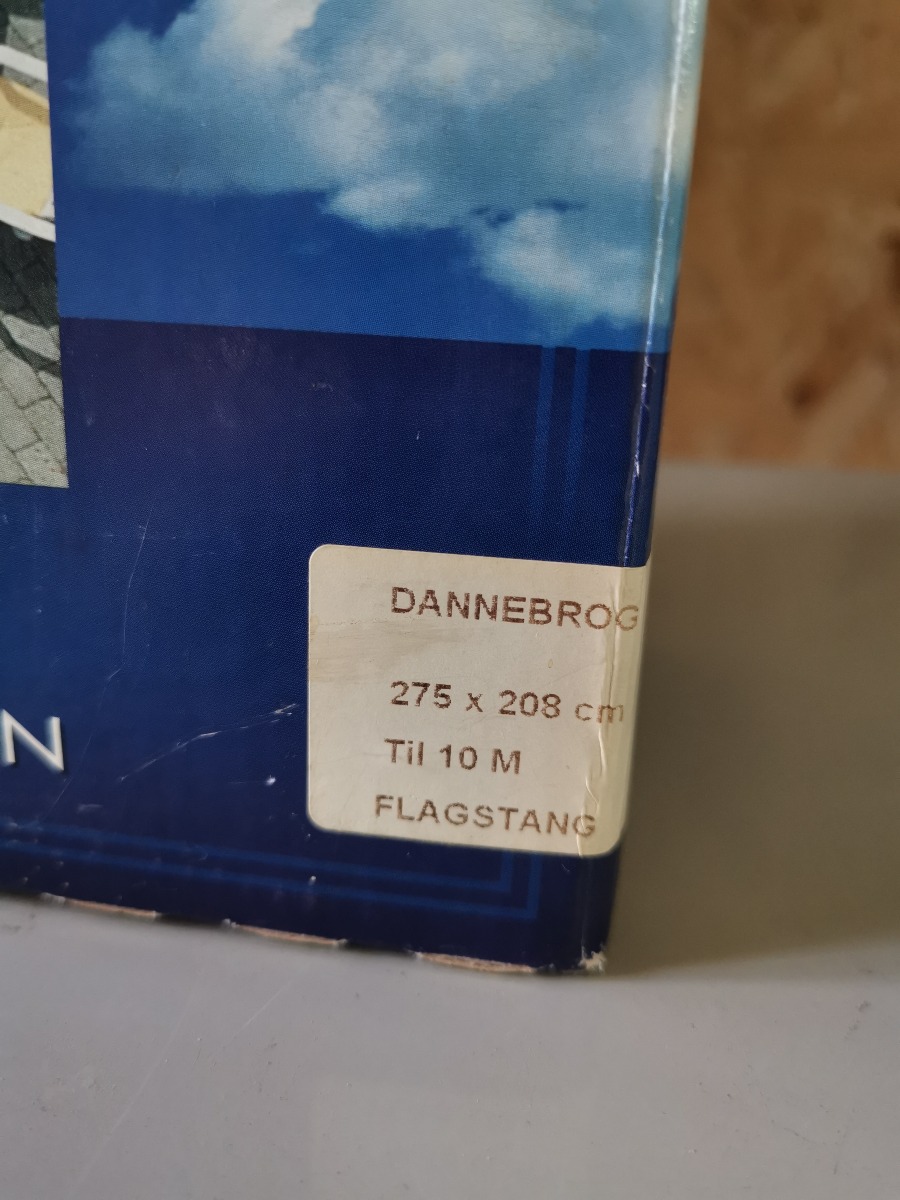 DANNEBROG
275 x 208 cm
Til 10 M
FLAGSTANG
N